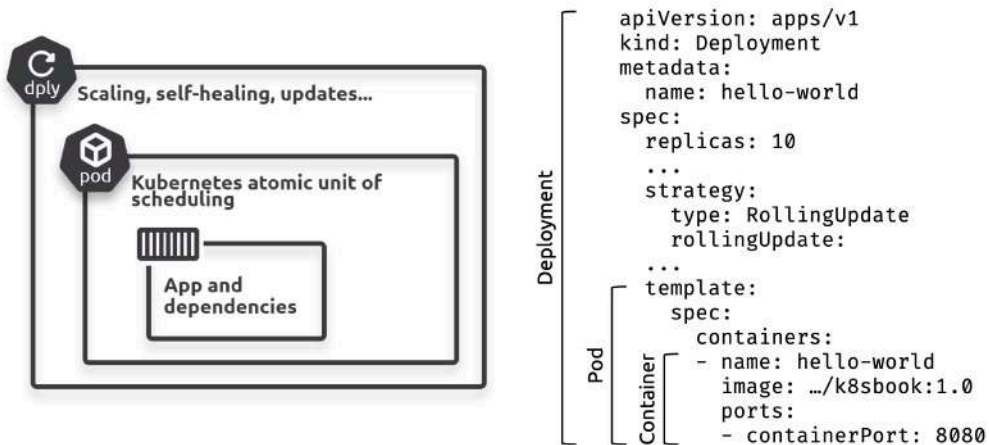 dply
Scaling, self-healing, updates...
pod
Kubernetes atomic unit of
scheduling
App and
dependencies
Deployment
Pod
Container
apiVersion: apps/v1
kind: Deployment
metadata:
  name: hello-world
spec:
  replicas: 10
  ...
  strategy:
    type: RollingUpdate
    rollingUpdate:
  ...
  template:
    spec:
      containers:
      - name: hello-world
        image: …/k8sbook:1.0
        ports:
        - containerPort: 8080